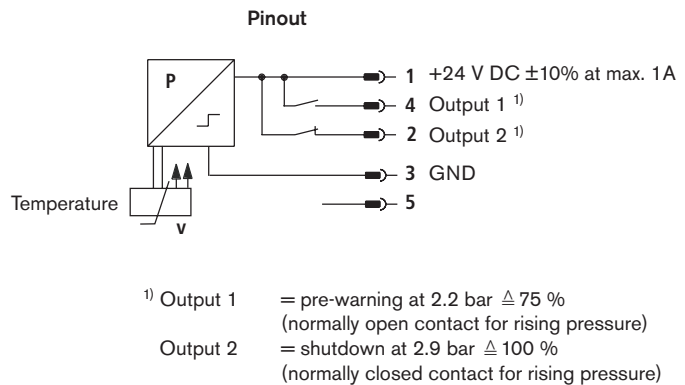 Pinout
P
1 +24 V DC ±10% at max. 1A
4 Output 1 ¹⁾
2 Output 2 ¹⁾
3 GND
5
Temperature
V
¹⁾ Output 1 = pre-warning at 2.2 bar ≙ 75 %
(normally open contact for rising pressure)
Output 2 = shutdown at 2.9 bar ≙ 100 %
(normally closed contact for rising pressure)